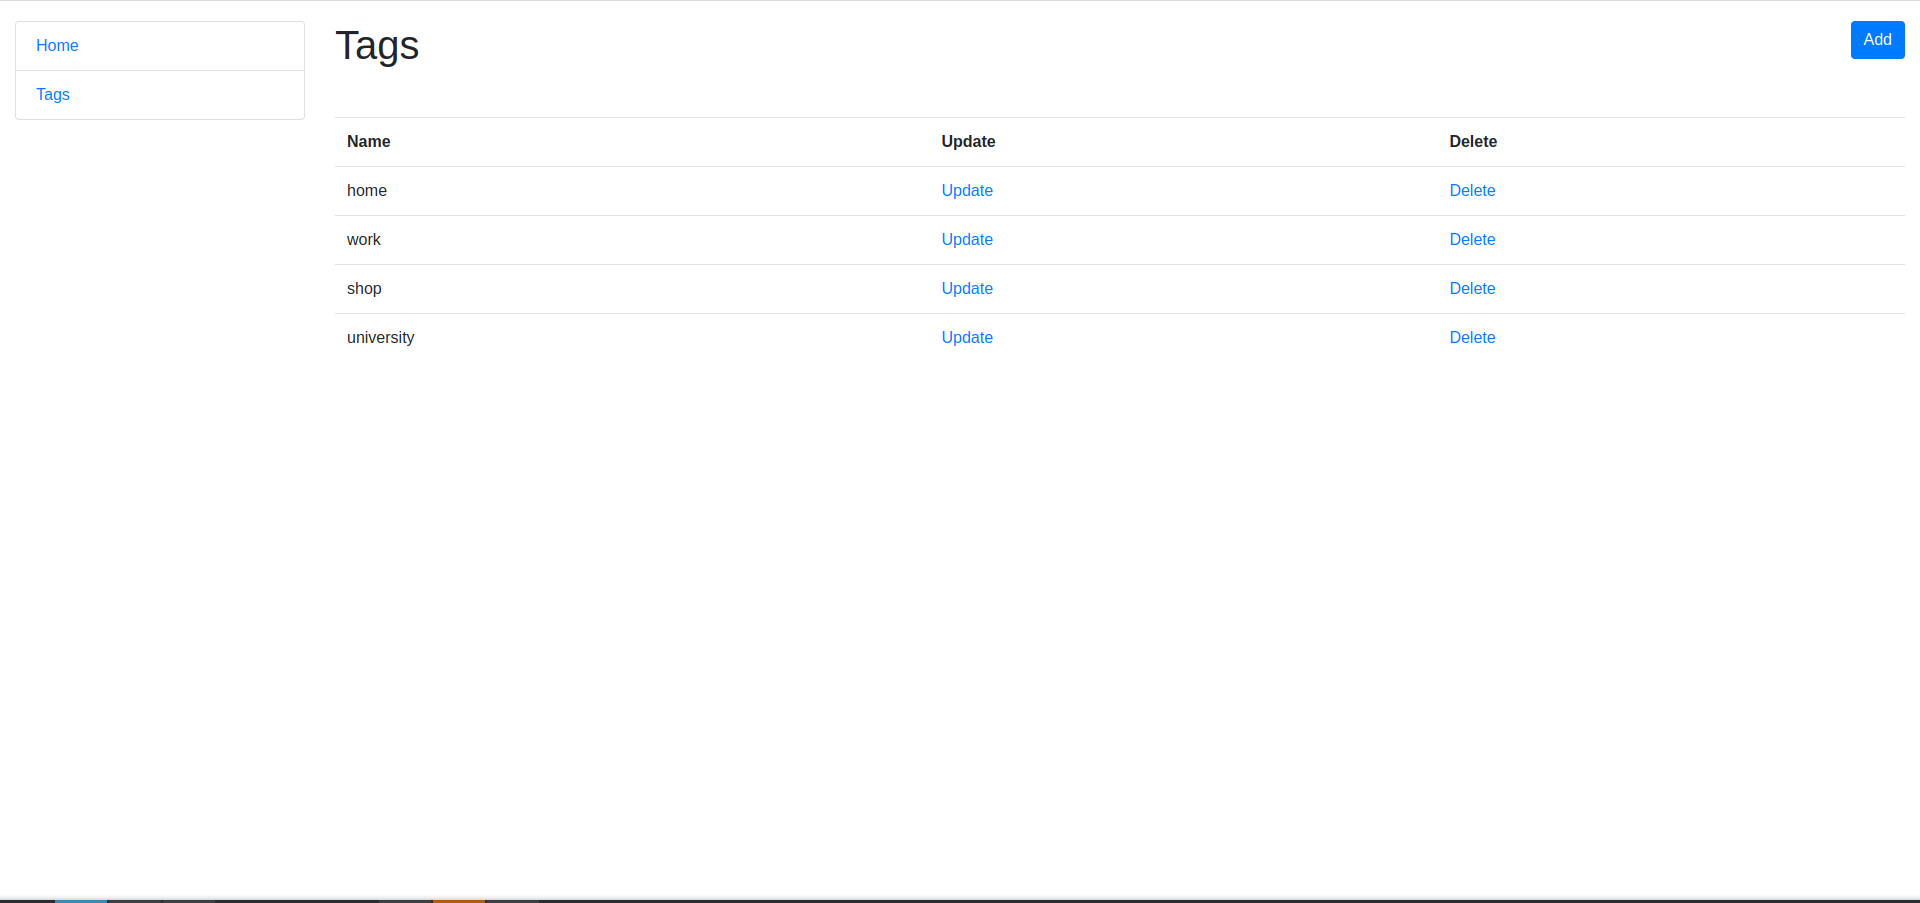 Home
Tags
Tags
Add
Name Update Delete
home Update Delete
work Update Delete
shop Update Delete
university Update Delete